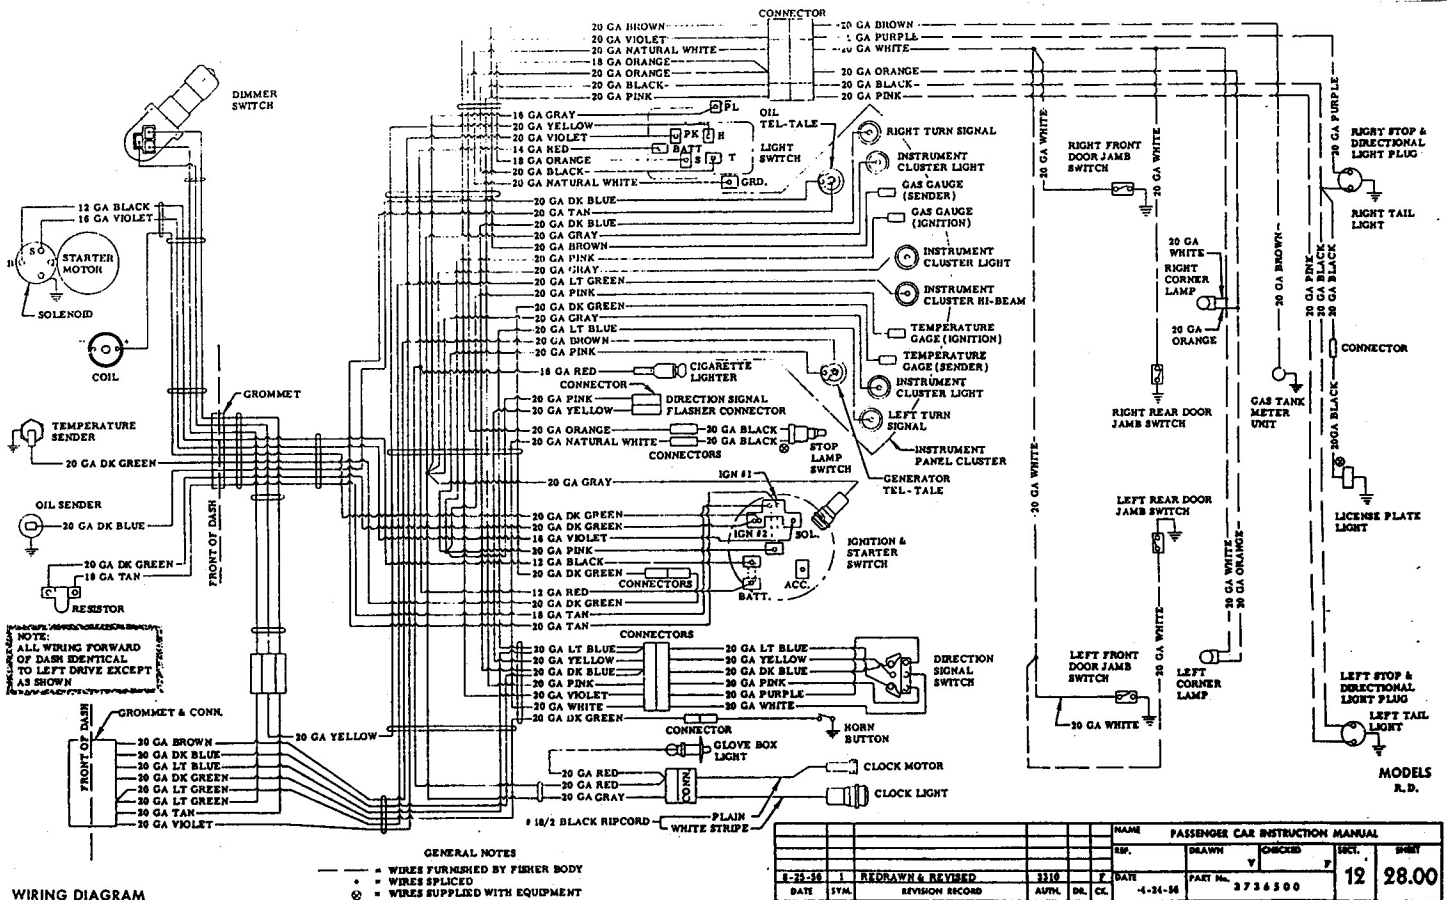 CONNECTOR
20 GA BROWN
20 GA VIOLET
20 GA NATURAL WHITE
18 GA ORANGE
20 GA ORANGE
20 GA BLACK
20 GA PINK
20 GA BROWN
GA PURPLE
GA WHITE
20 GA ORANGE
20 GA BLACK
20 GA PINK
DIMMER
SWITCH
16 GA GRAY
20 GA YELLOW
20 GA VIOLET
14 GA RED
18 GA ORANGE
20 GA BLACK
20 GA NATURAL WHITE
PL
PK
H
BATT
S
T
GRD.
LIGHT
SWITCH
OIL
TEL-TALE
RIGHT TURN SIGNAL
INSTRUMENT
CLUSTER LIGHT
GAS GAUGE
(SENDER)
GAS GAUGE
(IGNITION)
INSTRUMENT
CLUSTER LIGHT
INSTRUMENT
CLUSTER HI-BEAM
TEMPERATURE
GAGE (IGNITION)
TEMPERATURE
GAGE (SENDER)
INSTRUMENT
CLUSTER LIGHT
LEFT TURN
SIGNAL
INSTRUMENT
PANEL CLUSTER
GENERATOR
TEL-TALE
20 GA DK BLUE
20 GA TAN
20 GA DK BLUE
20 GA GRAY
20 GA BROWN
20 GA PINK
20 GA GRAY
20 GA LT GREEN
20 GA PINK
20 GA DK GREEN
20 GA GRAY
20 GA LT BLUE
20 GA BROWN
20 GA PINK
16 GA RED
CIGARETTE
LIGHTER
CONNECTOR
20 GA PINK
20 GA YELLOW
DIRECTION SIGNAL
FLASHER CONNECTOR
20 GA ORANGE
20 GA NATURAL WHITE
20 GA BLACK
20 GA BLACK
CONNECTORS
STOP
LAMP
SWITCH
IGN #1
20 GA GRAY
20 GA DK GREEN
20 GA DK GREEN
18 GA VIOLET
20 GA PINK
12 GA BLACK
20 GA DK GREEN
CONNECTORS
12 GA RED
20 GA DK GREEN
18 GA TAN
20 GA TAN
IGN #2
SOL.
ACC.
BATT.
IGNITION &
STARTER
SWITCH
12 GA BLACK
16 GA VIOLET
S
STARTER
MOTOR
SOLENOID
COIL
GROMMET
TEMPERATURE
SENDER
20 GA DK GREEN
OIL SENDER
20 GA DK BLUE
20 GA DK GREEN
18 GA TAN
RESISTOR
FRONT OF DASH
NOTE:
ALL WIRING FORWARD
OF DASH IDENTICAL
TO LEFT DRIVE EXCEPT
AS SHOWN
GROMMET & CONN.
FRONT OF DASH
20 GA BROWN
20 GA DK BLUE
20 GA LT BLUE
20 GA DK GREEN
20 GA LT GREEN
20 GA LT GREEN
20 GA TAN
20 GA VIOLET
20 GA YELLOW
CONNECTORS
20 GA LT BLUE
20 GA YELLOW
20 GA DK BLUE
20 GA PINK
20 GA VIOLET
20 GA WHITE
20 GA DK GREEN
20 GA LT BLUE
20 GA YELLOW
20 GA DK BLUE
20 GA PINK
20 GA PURPLE
20 GA WHITE
DIRECTION
SIGNAL
SWITCH
CONNECTOR
HORN
BUTTON
GLOVE BOX
LIGHT
20 GA RED
20 GA RED
20 GA GRAY
CONN
CLOCK MOTOR
CLOCK LIGHT
# 18/2 BLACK RIPCORD
PLAIN
WHITE STRIPE
20 GA WHITE
20 GA WHITE
RIGHT FRONT
DOOR JAMB
SWITCH
20 GA
WHITE
RIGHT
CORNER
LAMP
20 GA
ORANGE
20 GA BROWN
20 GA PURPLE
RIGHT STOP &
DIRECTIONAL
LIGHT PLUG
RIGHT TAIL
LIGHT
20 GA PINK
20 GA BLACK
20 GA BLACK
CONNECTOR
GAS TANK
METER
UNIT
RIGHT REAR DOOR
JAMB SWITCH
20GA BLACK
20 GA WHITE
LEFT REAR DOOR
JAMB SWITCH
LICENSE PLATE
LIGHT
20 GA WHITE
20 GA ORANGE
20 GA WHITE
LEFT FRONT
DOOR JAMB
SWITCH
20 GA WHITE
LEFT
CORNER
LAMP
LEFT STOP &
DIRECTIONAL
LIGHT PLUG
LEFT TAIL
LIGHT
MODELS
R.D.
GENERAL NOTES
= WIRES FURNISHED BY FISHER BODY
= WIRES SPLICED
= WIRES SUPPLIED WITH EQUIPMENT
WIRING DIAGRAM
NAME PASSENGER CAR INSTRUCTION MANUAL
REF. DRAWN CHECKED SECT. SHEET
DATE PART No. 3736500 12 28.00
1 REDRAWN & REVISED
DATE SYM. REVISION RECORD AUTH. DR. CK.